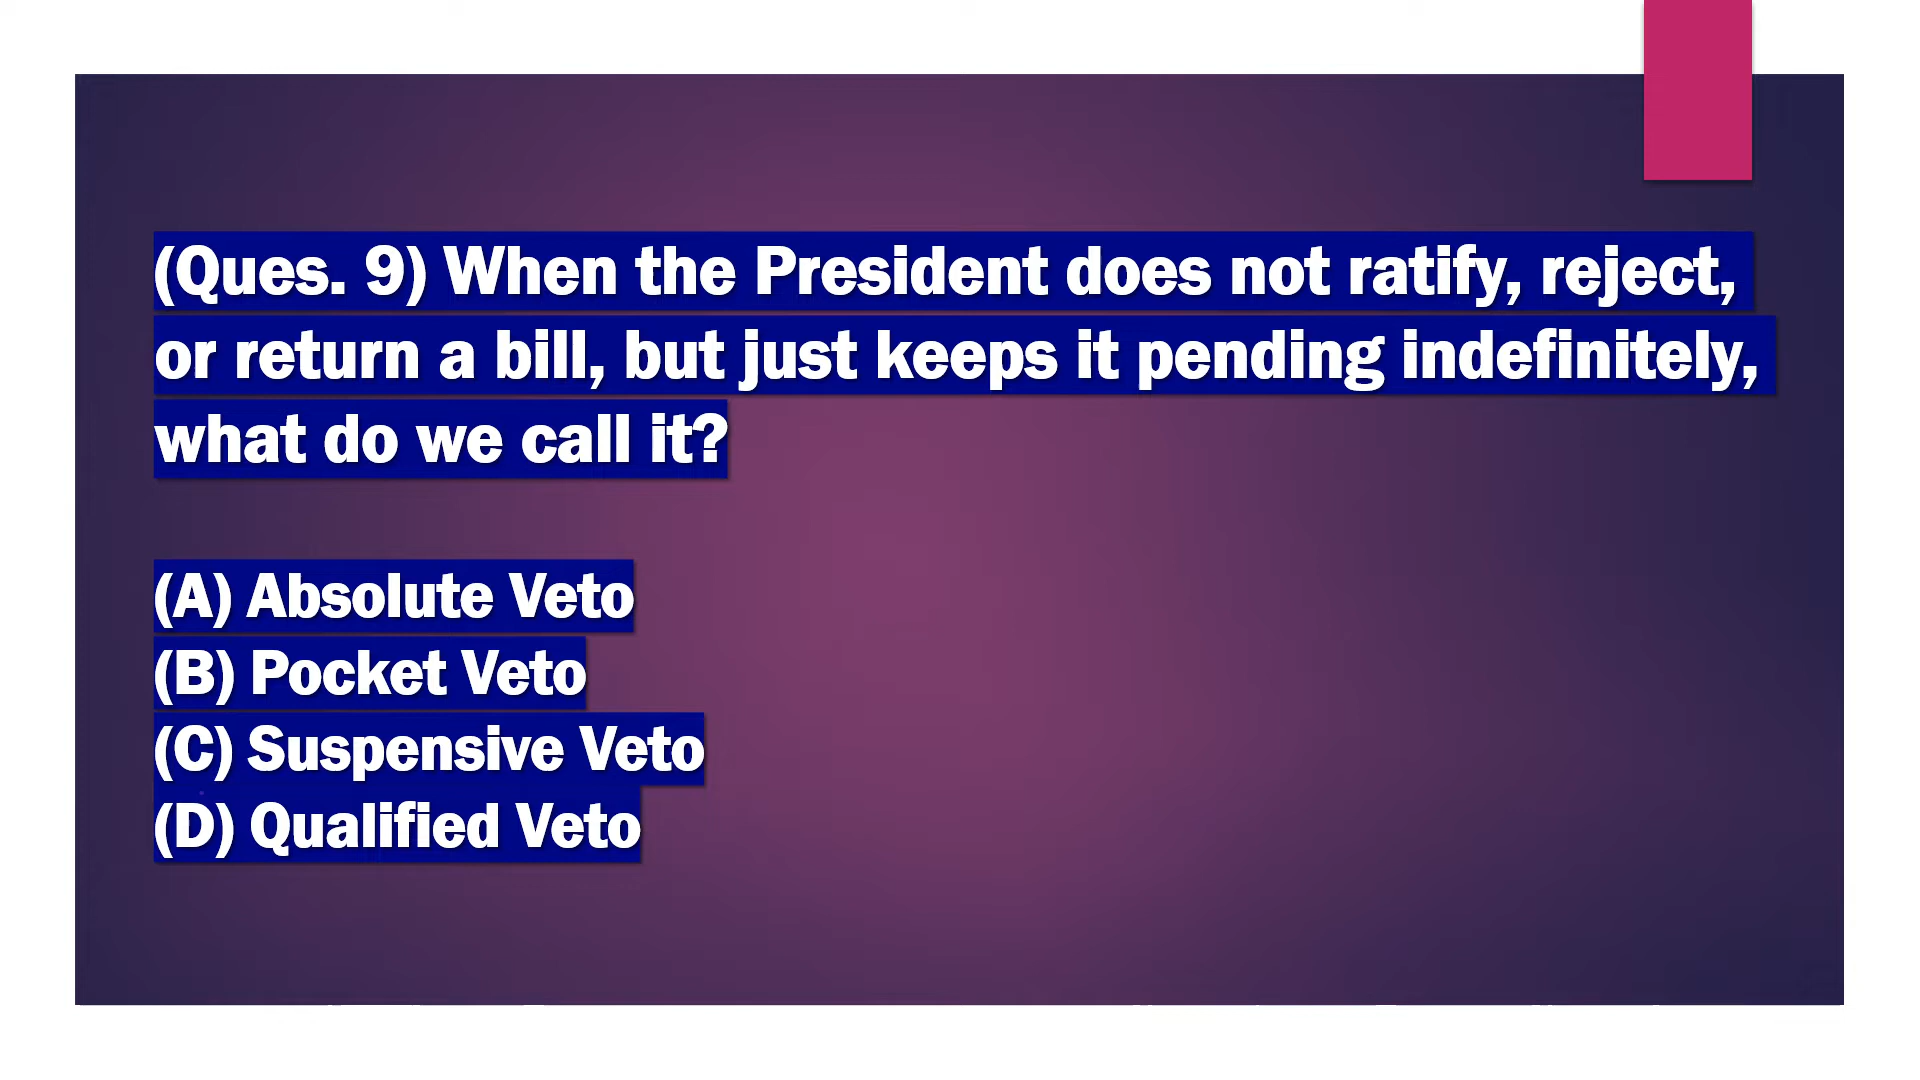 (Ques. 9) When the President does not ratify, reject,
or return a bill, but just keeps it pending indefinitely,
what do we call it?
(A) Absolute Veto
(B) Pocket Veto
(C) Suspensive Veto
(D) Qualified Veto